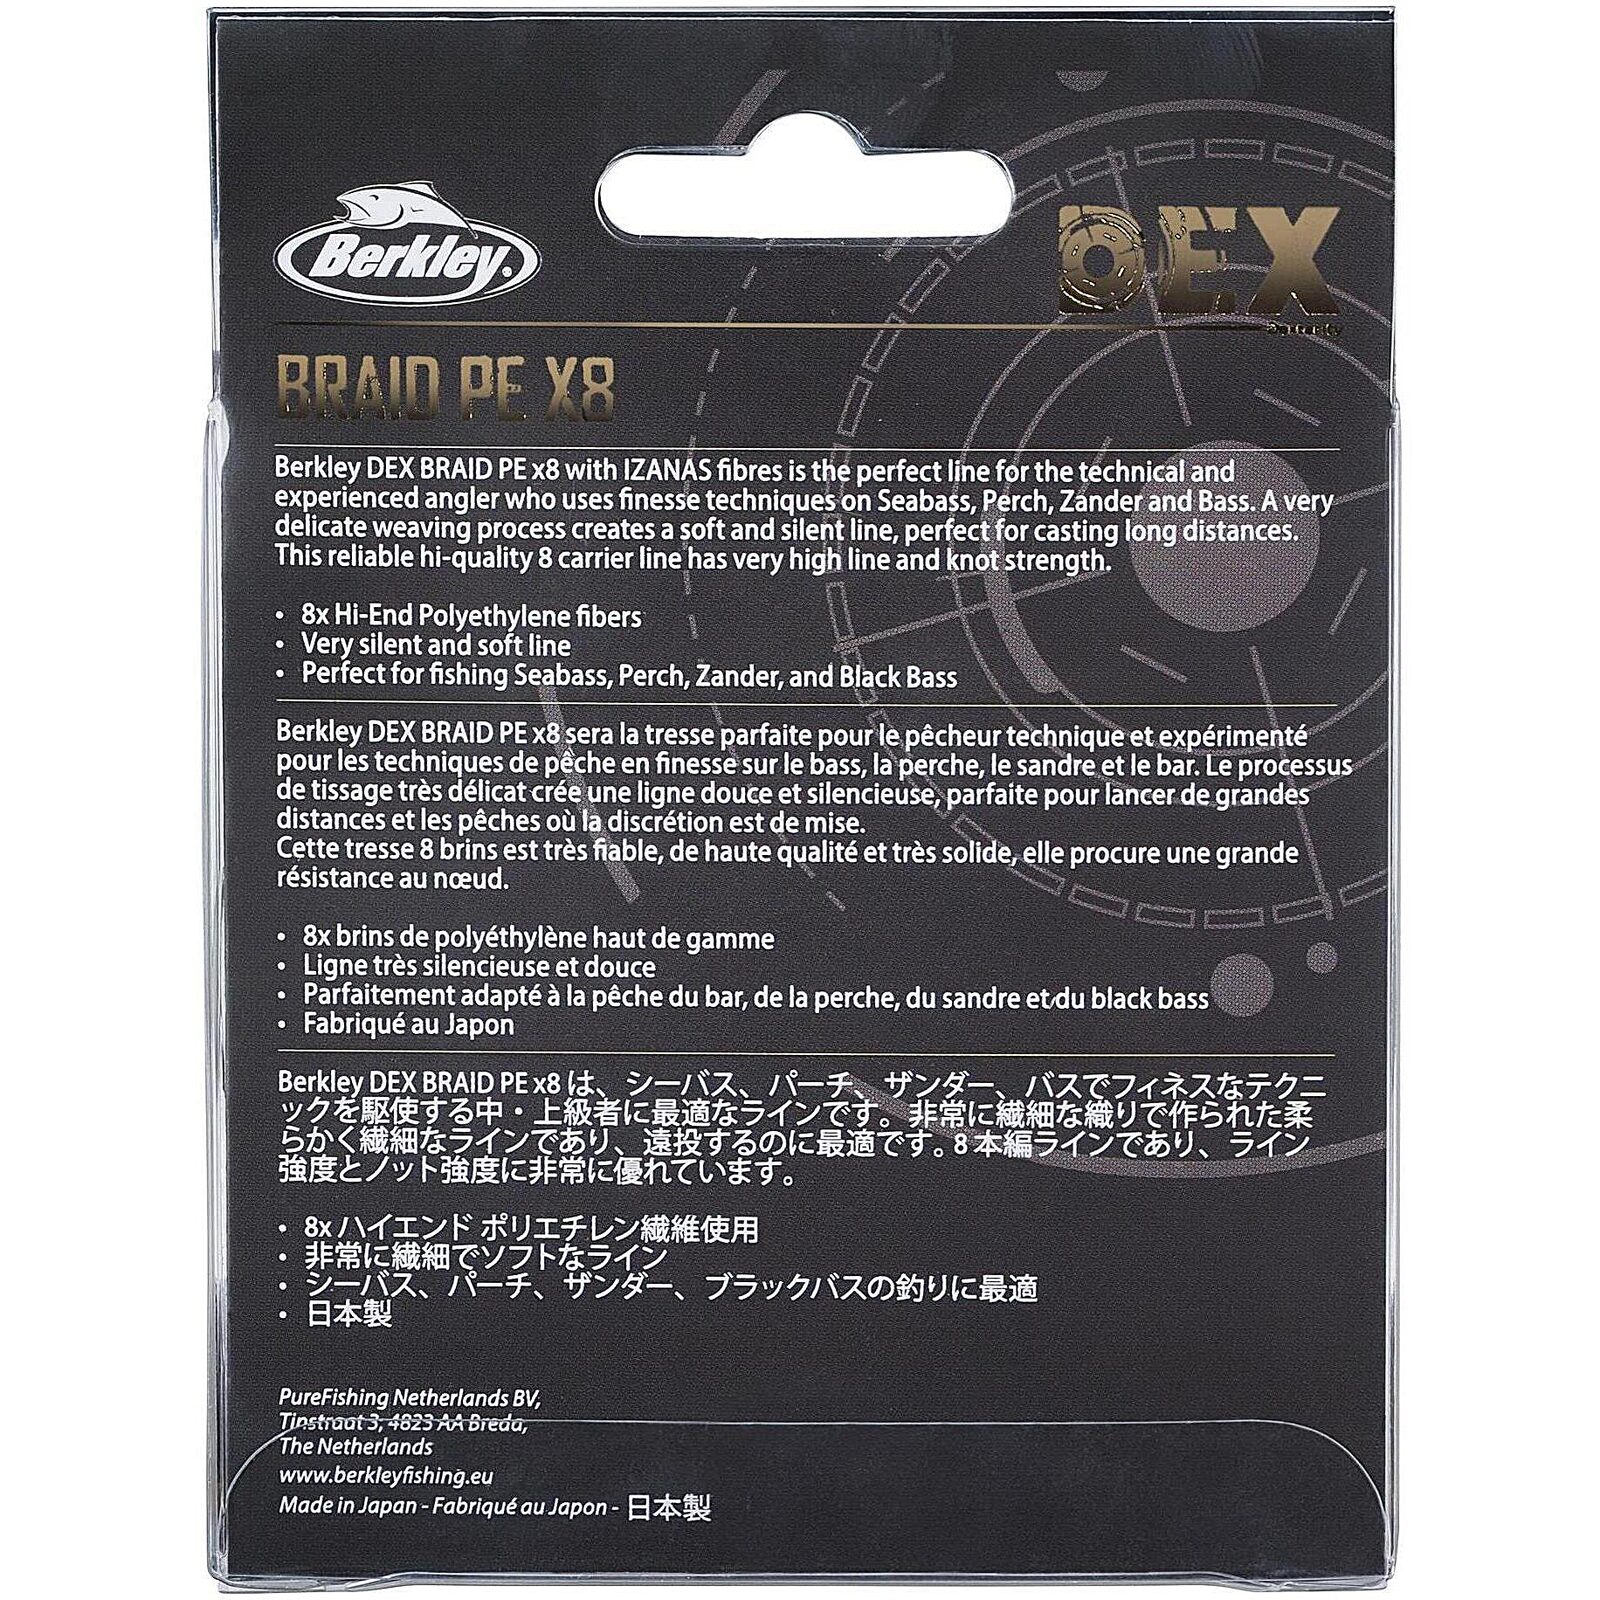 Berkley
DEX
BRAID PE X8
Berkley DEX BRAID PE x8 with IZANAS fibres is the perfect line for the technical and
experienced angler who uses finesse techniques on Seabass, Perch, Zander and Bass. A very
delicate weaving process creates a soft and silent line, perfect for casting long distances.
This reliable hi-quality 8 carrier line has very high line and knot strength.
• 8x Hi-End Polyethylene fibers
• Very silent and soft line
• Perfect for fishing Seabass, Perch, Zander, and Black Bass
Berkley DEX BRAID PE x8 sera la tresse parfaite pour le pêcheur technique et expérimenté
pour les techniques de pêche en finesse sur le bass, la perche, le sandre et le bar. Le processus
de tissage très délicat crée une ligne douce et silencieuse, parfaite pour lancer de grandes
distances et les pêches où la discrétion est de mise.
Cette tresse 8 brins est très fiable, de haute qualité et très solide, elle procure une grande
résistance au nœud.
• 8x brins de polyéthylène haut de gamme
• Ligne très silencieuse et douce
• Parfaitement adapté à la pêche du bar, de la perche, du sandre et du black bass
• Fabriqué au Japon
Berkley DEX BRAID PE x8 は、シーバス、パーチ、ザンダー、バスでフィネスなテクニ
ックを駆使する中・上級者に最適なラインです。非常に繊細な織りで作られた柔
らかく繊細なラインであり、遠投するのに最適です。8 本編ラインであり、ライン
強度とノット強度に非常に優れています。
• 8x ハイエンド ポリエチレン繊維使用
• 非常に繊細でソフトなライン
• シーバス、パーチ、ザンダー、ブラックバスの釣りに最適
• 日本製
PureFishing Netherlands BV,
Tinstraat 3, 4823 AA Breda,
The Netherlands
www.berkleyfishing.eu
Made in Japan - Fabriqué au Japon - 日本製